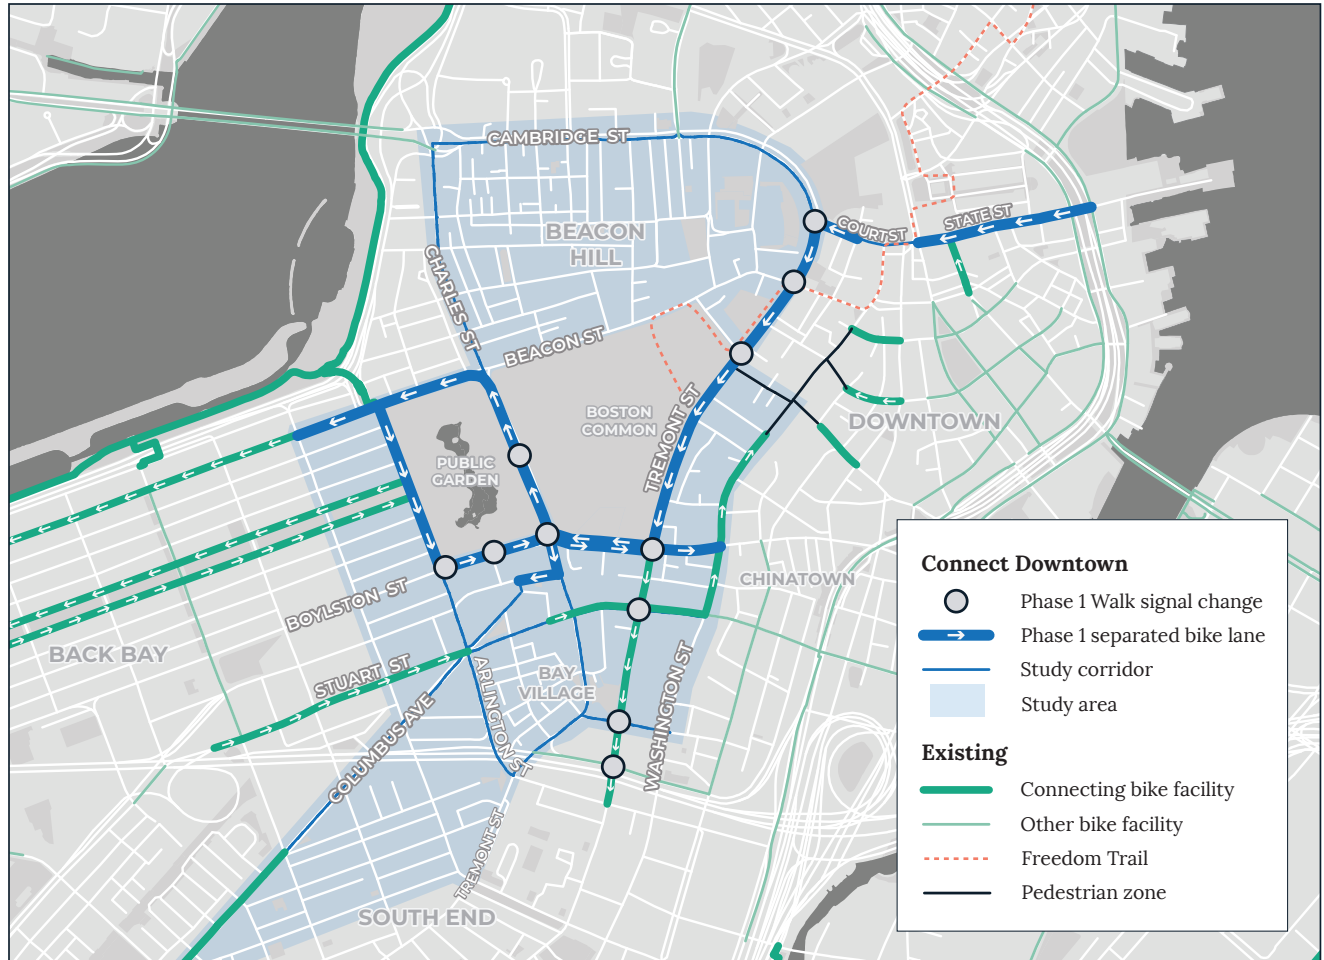 CAMBRIDGE ST
BEACON
HILL
COURT ST
STATE ST
CHARLES ST
BEACON ST
BOSTON
COMMON
TREMONT ST
DOWNTOWN
PUBLIC
GARDEN
BOYLSTON ST
CHINATOWN
BACK BAY
STUART ST
COLUMBUS AVE
ARLINGTON ST
BAY
VILLAGE
WASHINGTON ST
TREMONT ST
SOUTH END
Connect Downtown
Phase 1 Walk signal change
Phase 1 separated bike lane
Study corridor
Study area
Existing
Connecting bike facility
Other bike facility
Freedom Trail
Pedestrian zone